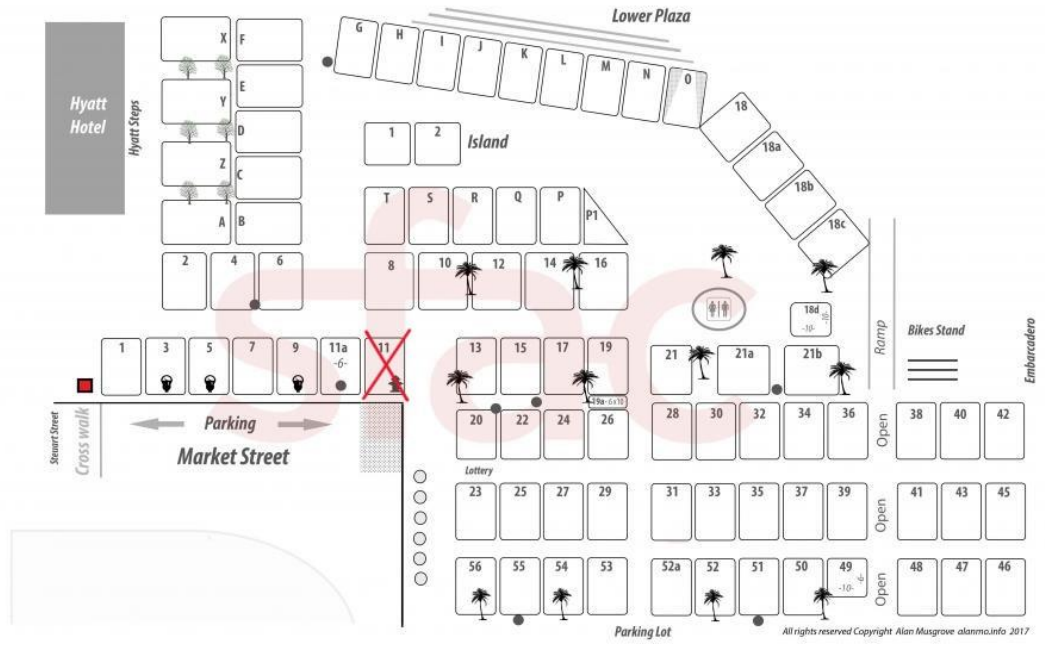 Lower Plaza
X F
G H I J K L M N O
Hyatt
Hotel
Hyatt Steps
Y E
D
Z C
A B
18
18a
18b
18c
1 2 Island
T S R Q P P1
2 4 6
8 10 12 14 16
18d
-10-
-10-
1 3 5 7 9 11a 11
-6-
13 15 17 19
19a - 6x10
21 21a 21b
Ramp
Bikes Stand
Embarcadero
Steuart Street
Cross walk
Parking
Market Street
20 22 24 26
28 30 32 34 36
Open
38 40 42
Lottery
23 25 27 29
31 33 35 37 39
Open
41 43 45
56 55 54 53
52a 52 51 50 49
-6-
-10-
Open
48 47 46
Parking Lot
All rights reserved Copyright Alan Musgrove alanmo.info 2017
sfac